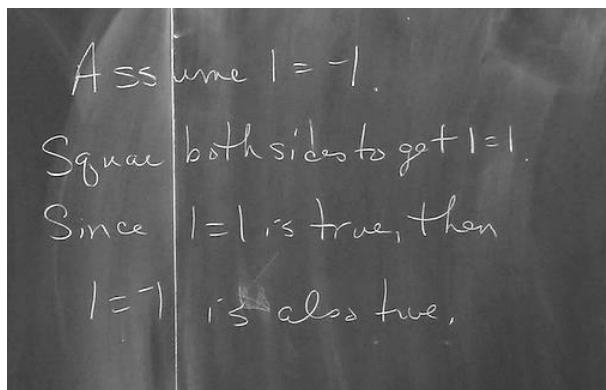 Assume 1 = -1.
Square both sides to get 1=1.
Since 1=1 is true, then
1=-1 is also true.